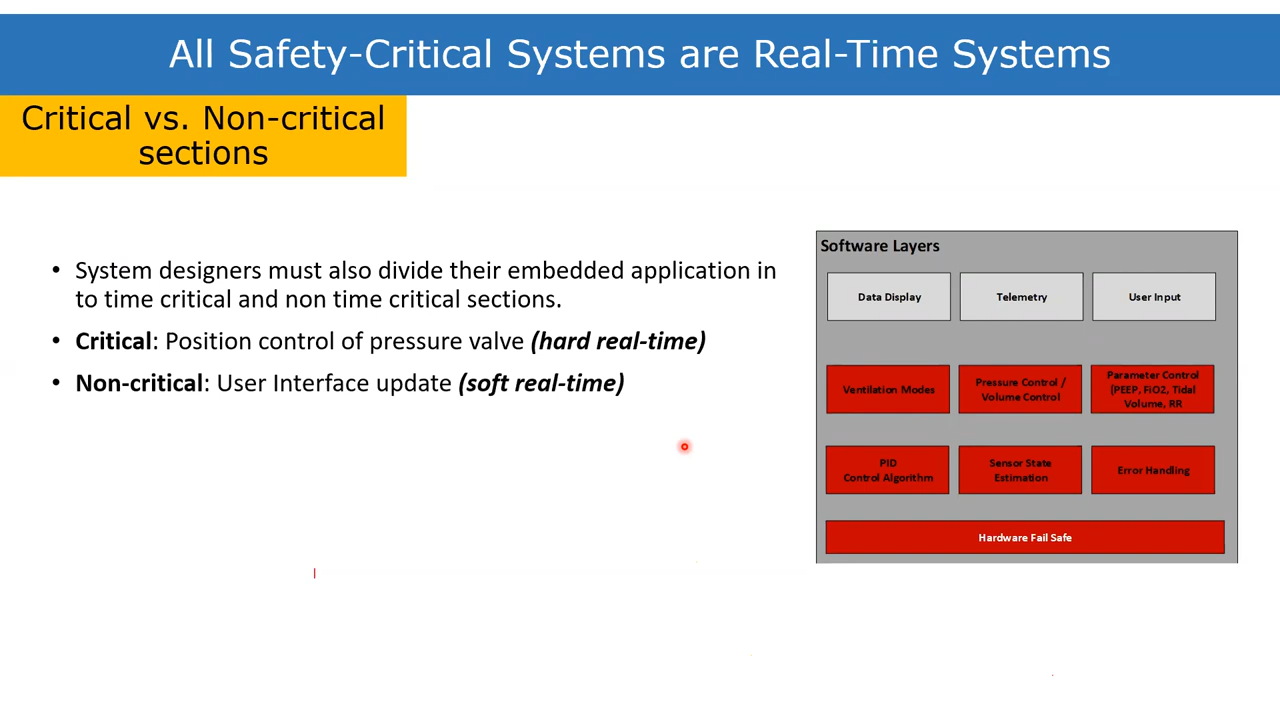 All Safety-Critical Systems are Real-Time Systems
Critical vs. Non-critical
sections
• System designers must also divide their embedded application in
to time critical and non time critical sections.
• Critical: Position control of pressure valve (hard real-time)
• Non-critical: User Interface update (soft real-time)
Software Layers
Data Display
Telemetry
User Input
Ventilation Modes
Pressure Control /
Volume Control
Parameter Control
(PEEP, FiO2, Tidal
Volume, RR
PID
Control Algorithm
Sensor State
Estimation
Error Handling
Hardware Fail Safe